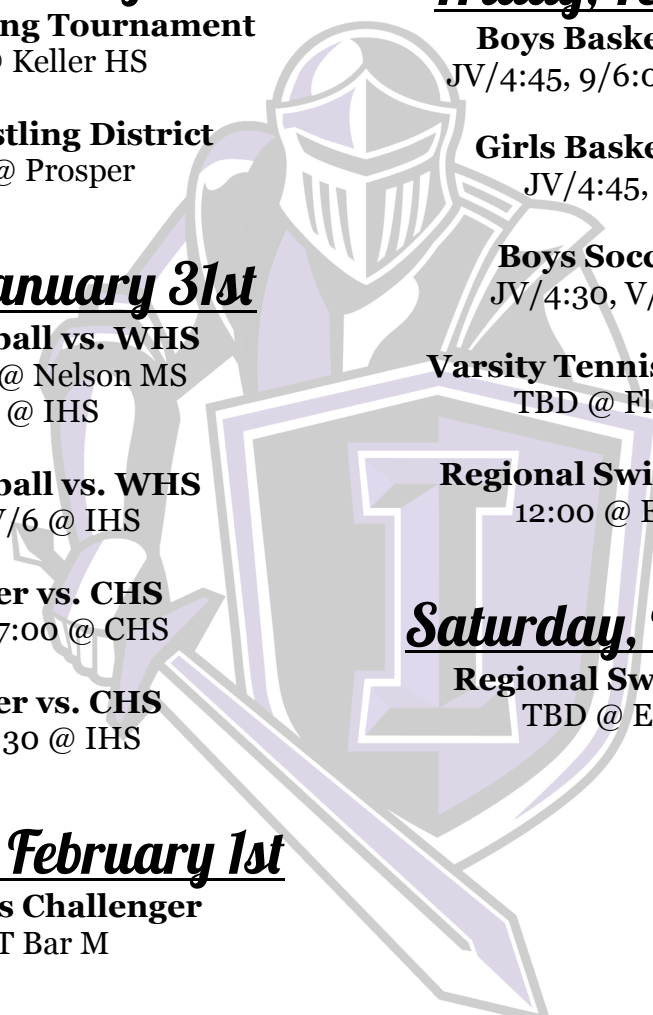 ng Tournament
@ Keller HS
stling District
@ Prosper
anuary 31st
ball vs. WHS
@ Nelson MS
@ IHS
ball vs. WHS
V/6 @ IHS
er vs. CHS
7:00 @ CHS
er vs. CHS
30 @ IHS
February 1st
s Challenger
T Bar M
Friday, Fe
Boys Baske
JV/4:45, 9/6:0
Girls Baske
JV/4:45,
Boys Socc
JV/4:30, V/
Varsity Tennis
TBD @ Fl
Regional Swi
12:00 @ E
Saturday,
Regional Sw
TBD @ E
I